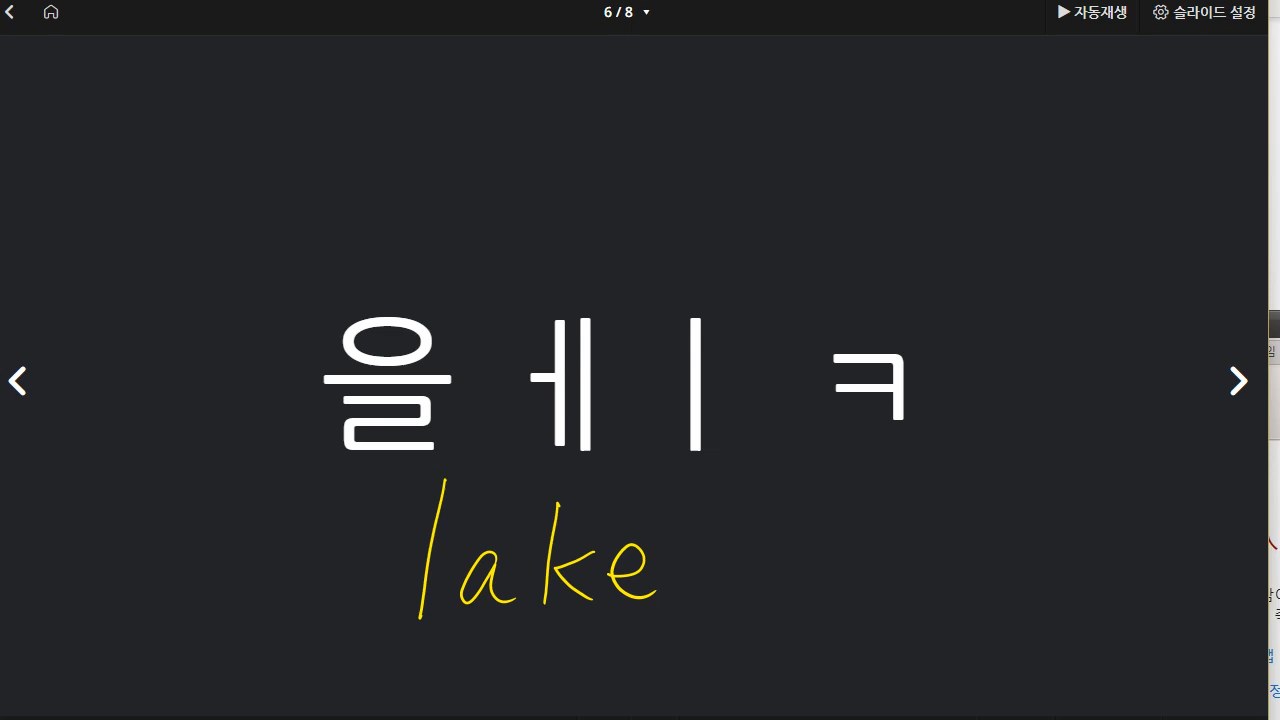 6 / 8
▶ 자동재생
슬라이드 설정
을 ㅔ ㅣ ㅋ
lake